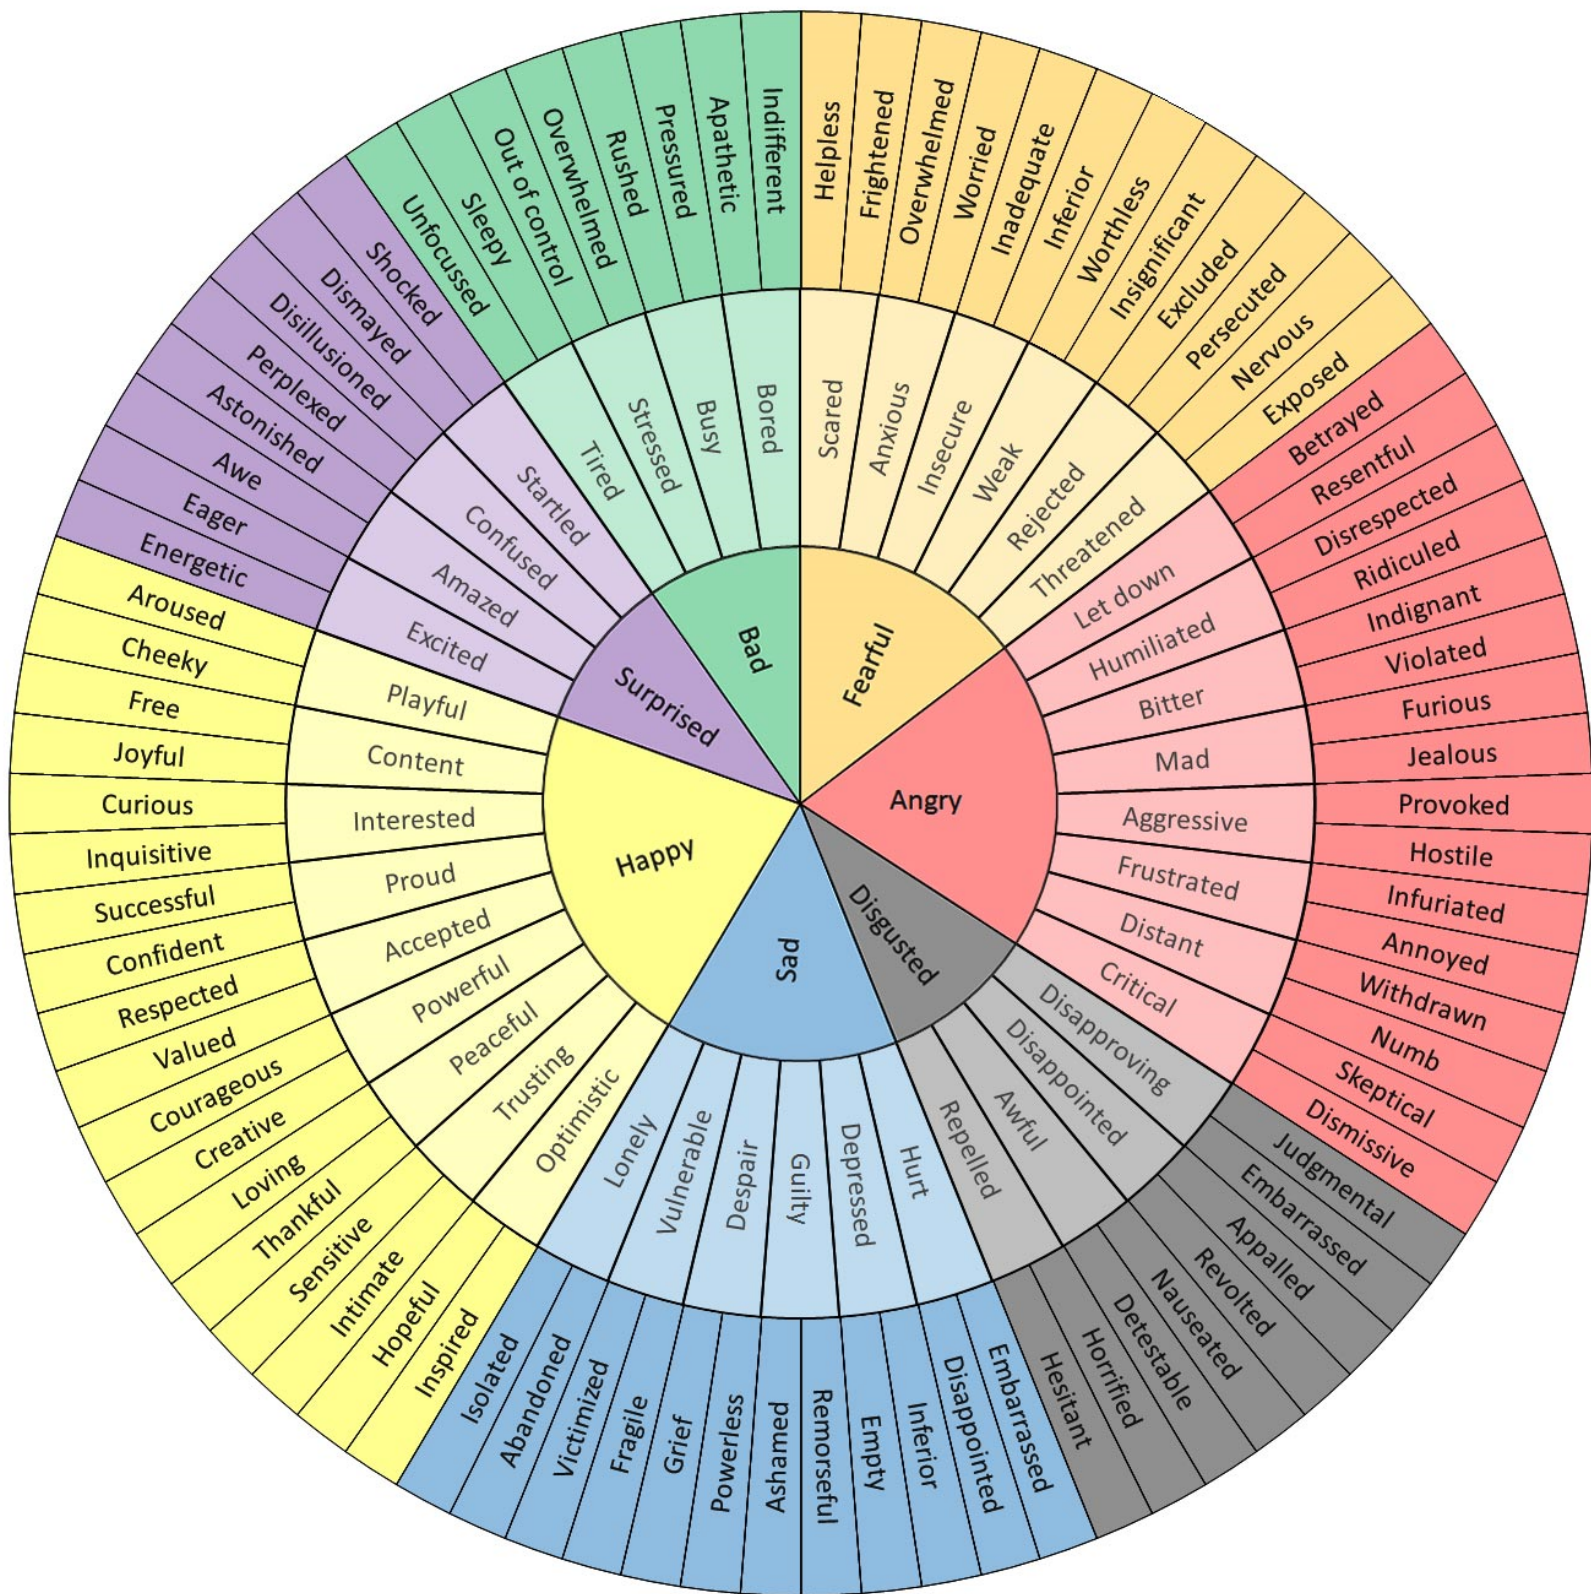 Fearful
Angry
Disgusted
Sad
Happy
Surprised
Bad
Scared
Anxious
Insecure
Weak
Rejected
Threatened
Let down
Humiliated
Bitter
Mad
Aggressive
Frustrated
Distant
Critical
Disapproving
Disappointed
Awful
Repelled
Hurt
Depressed
Guilty
Despair
Vulnerable
Lonely
Optimistic
Trusting
Peaceful
Powerful
Accepted
Proud
Interested
Content
Playful
Excited
Amazed
Confused
Startled
Tired
Stressed
Busy
Bored
Helpless
Frightened
Overwhelmed
Worried
Inadequate
Inferior
Worthless
Insignificant
Excluded
Persecuted
Nervous
Exposed
Betrayed
Resentful
Disrespected
Ridiculed
Indignant
Violated
Furious
Jealous
Provoked
Hostile
Infuriated
Annoyed
Withdrawn
Numb
Skeptical
Dismissive
Judgmental
Embarrassed
Appalled
Revolted
Nauseated
Detestable
Horrified
Hesitant
Embarrassed
Disappointed
Inferior
Empty
Remorseful
Ashamed
Powerless
Grief
Fragile
Victimized
Abandoned
Isolated
Inspired
Hopeful
Intimate
Sensitive
Thankful
Loving
Creative
Courageous
Valued
Respected
Confident
Successful
Inquisitive
Curious
Joyful
Free
Cheeky
Aroused
Energetic
Eager
Awe
Astonished
Perplexed
Disillusioned
Dismayed
Shocked
Unfocussed
Sleepy
Out of control
Overwhelmed
Rushed
Pressured
Apathetic
Indifferent